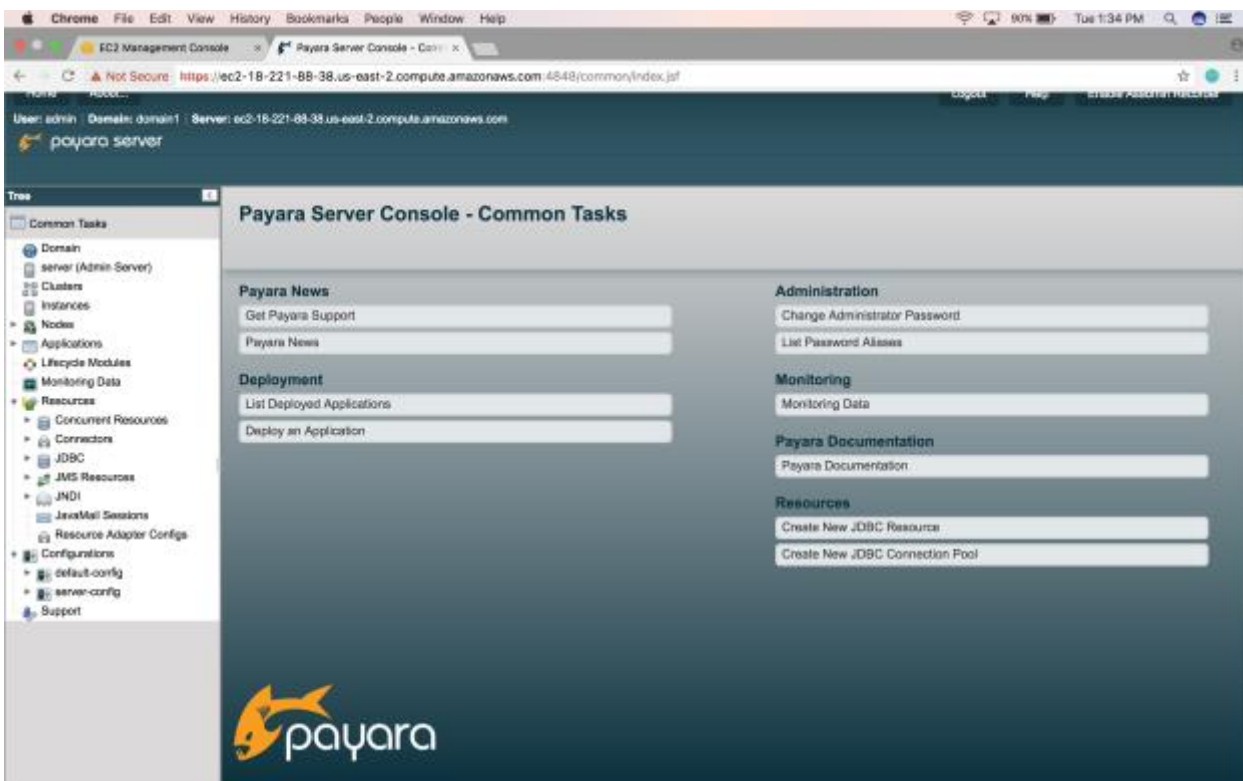 Chrome File Edit View History Bookmarks People Window Help 90% Tue 1:34 PM
EC2 Management Console × Payara Server Console - Com ×
Not Secure https://ec2-18-221-88-38.us-east-2.compute.amazonaws.com:4848/common/index.jsf
Home About... Logout Help Enable Asadmin Recorder
User: admin Domain: domain1 Server: ec2-18-221-88-38.us-east-2.compute.amazonaws.com
payara server
Tree
Common Tasks
Domain
server (Admin Server)
Clusters
Instances
Nodes
Applications
Lifecycle Modules
Monitoring Data
Resources
Concurrent Resources
Connectors
JDBC
JMS Resources
JNDI
JavaMail Sessions
Resource Adapter Configs
Configurations
default-config
server-config
Support
Payara Server Console - Common Tasks
Payara News
Get Payara Support
Payara News
Deployment
List Deployed Applications
Deploy an Application
Administration
Change Administrator Password
List Password Aliases
Monitoring
Monitoring Data
Payara Documentation
Payara Documentation
Resources
Create New JDBC Resource
Create New JDBC Connection Pool
payara